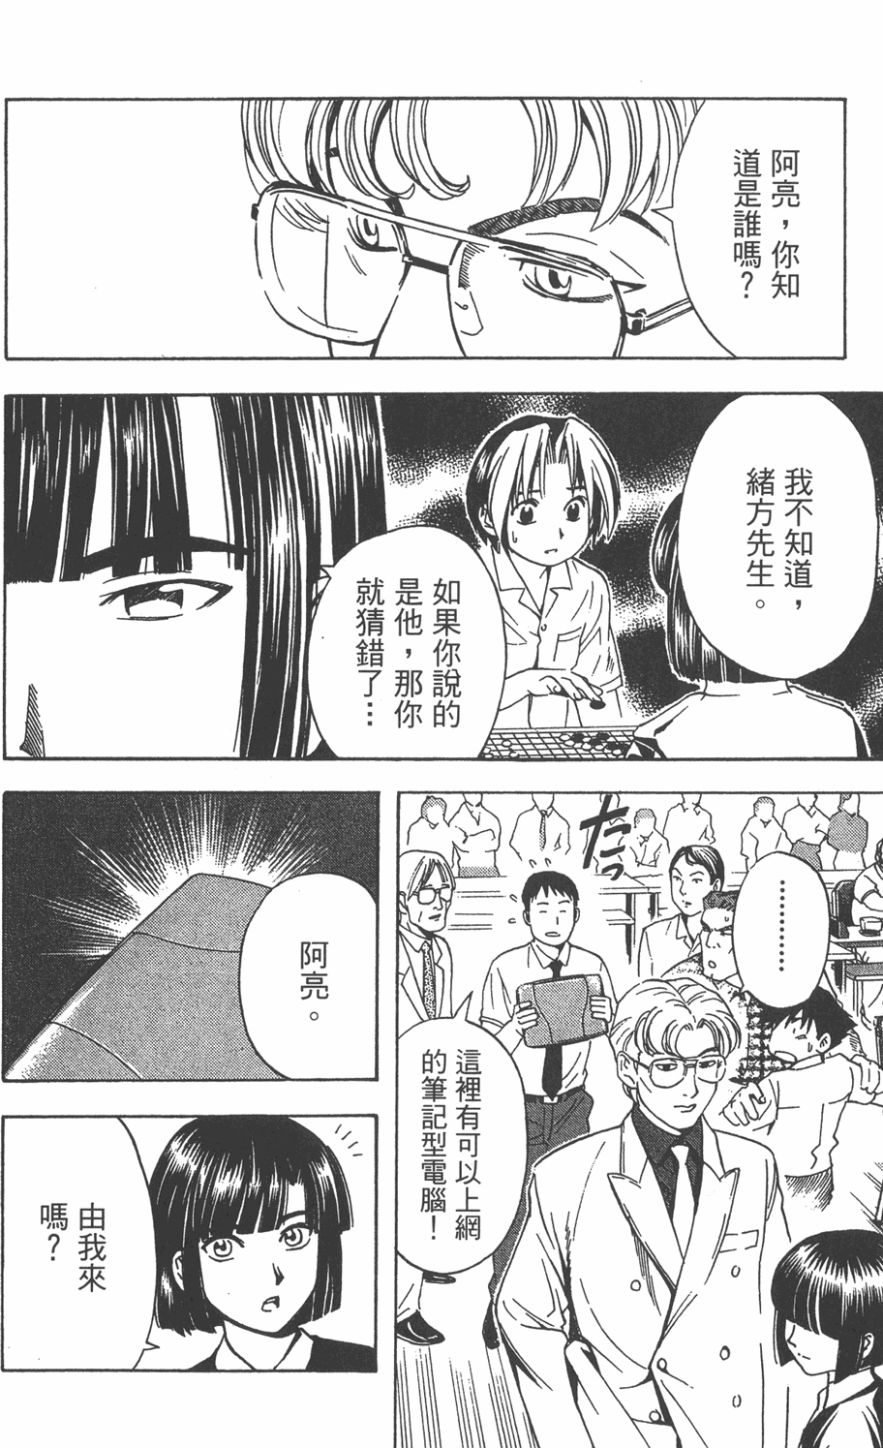 阿亮，你知
道是誰嗎？
我不知道，
緒方先生。
如果你說的
是他，那你
就猜錯了…
…………
たっ
這裡有可以上網
的筆記型電腦！
阿亮。
由我來
嗎？